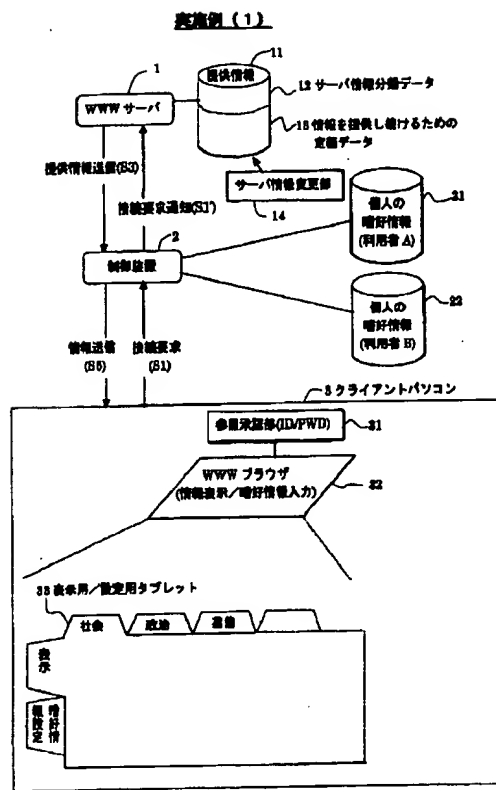 実施例(1)
11
1
提供情報
12 サーバ情報分離データ
WWW サーバ
13 情報を提供し続けるための
定義データ
提供情報送信(S3)
接続要求通知(S1')
サーバ情報変更部
14
21
個人の
嗜好情報
(利用者 A)
2
制御装置
22
個人の
嗜好情報
(利用者 B)
情報送信
(S5)
接続要求
(S1)
3 クライアントパソコン
(ID/PWD)
31
WWW ブラウザ
(情報表示/嗜好情報入力)
32
33 表示用/設定用タブレット
社会
政治
表示
嗜好情
報設定